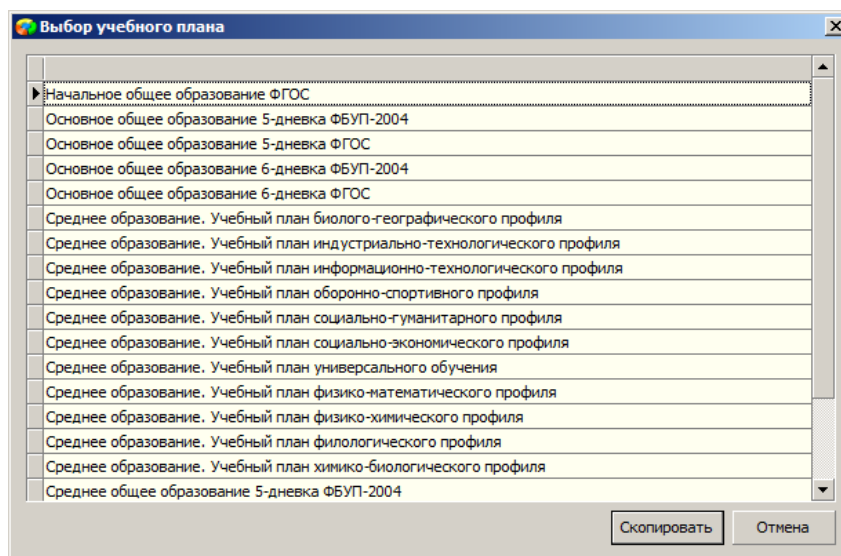 Выбор учебного плана
Начальное общее образование ФГОС
Основное общее образование 5-дневка ФБУП-2004
Основное общее образование 5-дневка ФГОС
Основное общее образование 6-дневка ФБУП-2004
Основное общее образование 6-дневка ФГОС
Среднее образование. Учебный план биолого-географического профиля
Среднее образование. Учебный план индустриально-технологического профиля
Среднее образование. Учебный план информационно-технологического профиля
Среднее образование. Учебный план оборонно-спортивного профиля
Среднее образование. Учебный план социально-гуманитарного профиля
Среднее образование. Учебный план социально-экономического профиля
Среднее образование. Учебный план универсального обучения
Среднее образование. Учебный план физико-математического профиля
Среднее образование. Учебный план физико-химического профиля
Среднее образование. Учебный план филологического профиля
Среднее образование. Учебный план химико-биологического профиля
Среднее общее образование 5-дневка ФБУП-2004
Скопировать Отмена